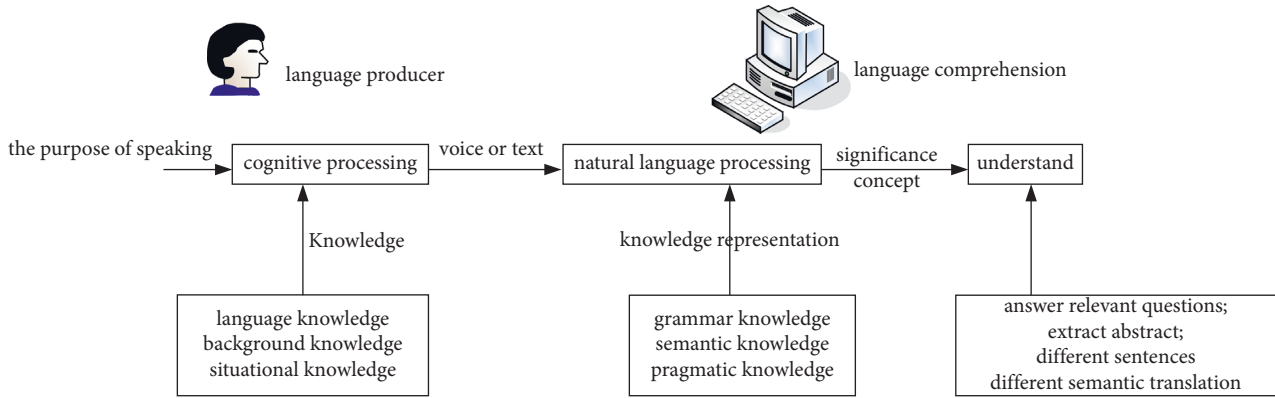 language producer
language comprehension
the purpose of speaking
cognitive processing
voice or text
natural language processing
significance
concept
understand
Knowledge
knowledge representation
language knowledge
background knowledge
situational knowledge
grammar knowledge
semantic knowledge
pragmatic knowledge
answer relevant questions;
extract abstract;
different sentences
different semantic translation